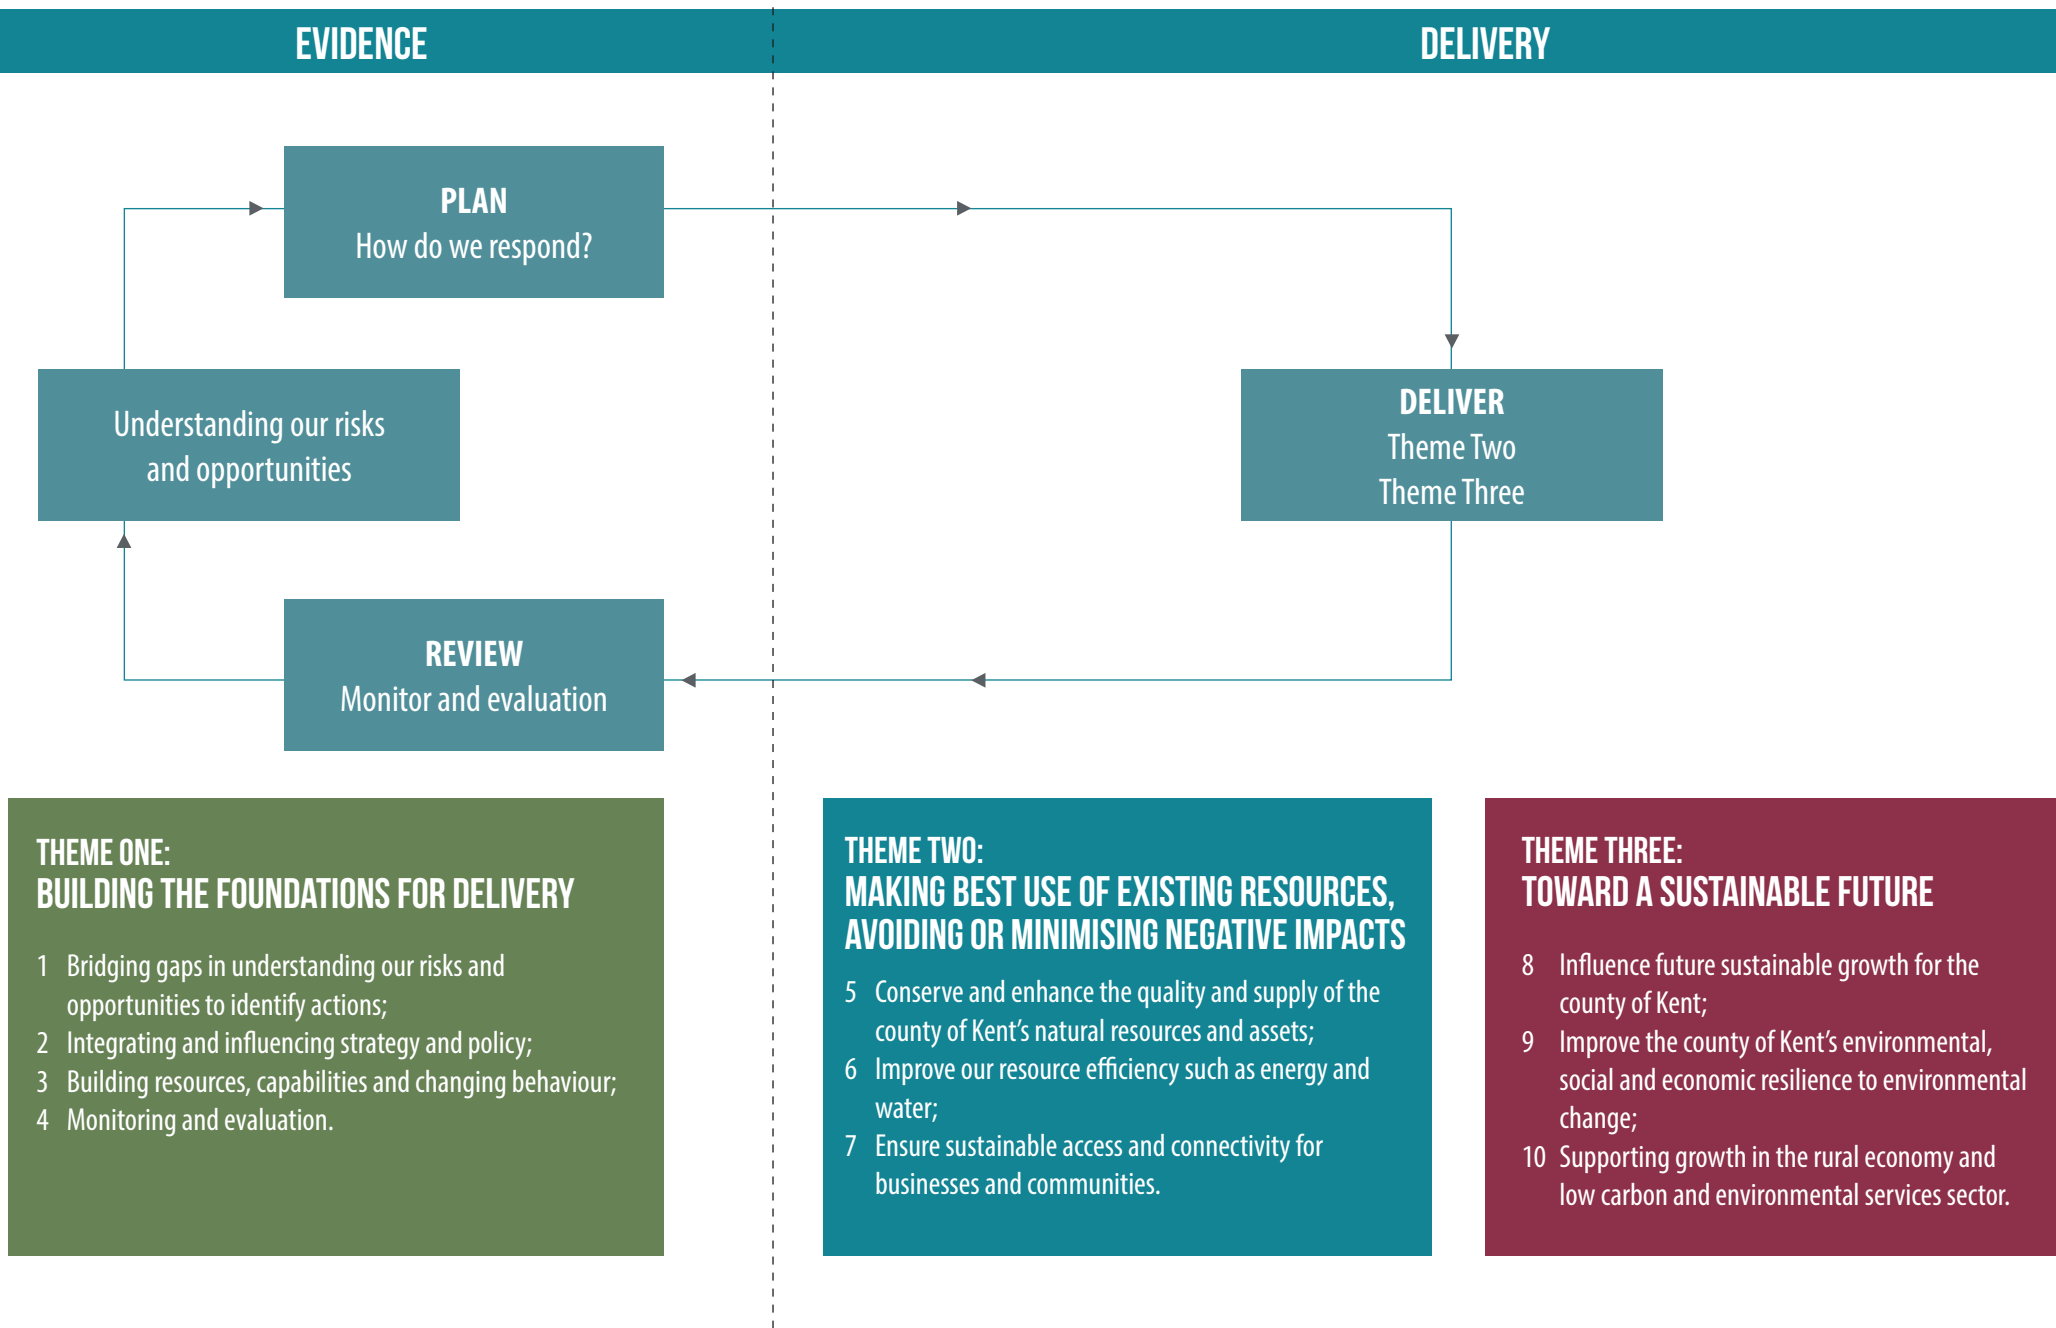 EVIDENCE
DELIVERY
PLAN
How do we respond?
Understanding our risks
and opportunities
DELIVER
Theme Two
Theme Three
REVIEW
Monitor and evaluation
THEME ONE:
BUILDING THE FOUNDATIONS FOR DELIVERY
1 Bridging gaps in understanding our risks and
opportunities to identify actions;
2 Integrating and influencing strategy and policy;
3 Building resources, capabilities and changing behaviour;
4 Monitoring and evaluation.
THEME TWO:
MAKING BEST USE OF EXISTING RESOURCES,
AVOIDING OR MINIMISING NEGATIVE IMPACTS
5 Conserve and enhance the quality and supply of the
county of Kent’s natural resources and assets;
6 Improve our resource efficiency such as energy and
water;
7 Ensure sustainable access and connectivity for
businesses and communities.
THEME THREE:
TOWARD A SUSTAINABLE FUTURE
8 Influence future sustainable growth for the
county of Kent;
9 Improve the county of Kent’s environmental,
social and economic resilience to environmental
change;
10 Supporting growth in the rural economy and
low carbon and environmental services sector.